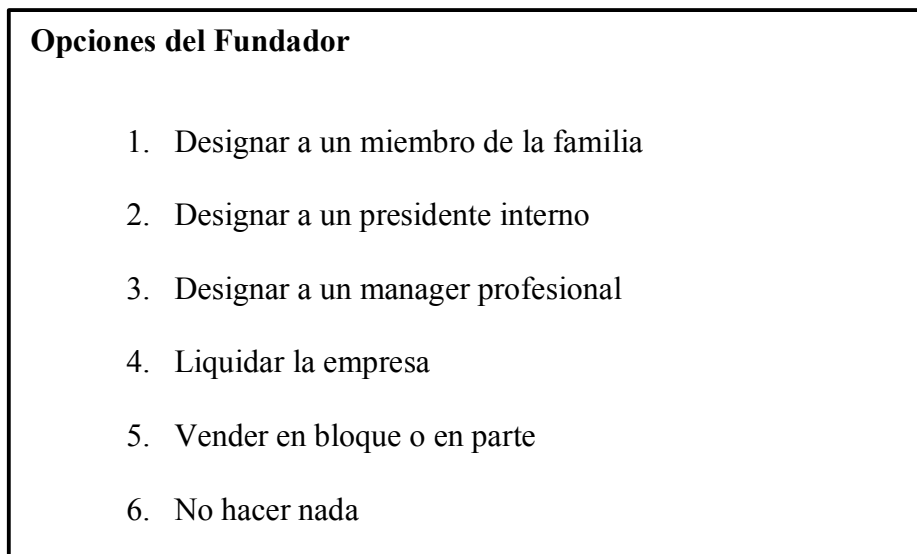 Opciones del Fundador
1. Designar a un miembro de la familia
2. Designar a un presidente interno
3. Designar a un manager profesional
4. Liquidar la empresa
5. Vender en bloque o en parte
6. No hacer nada